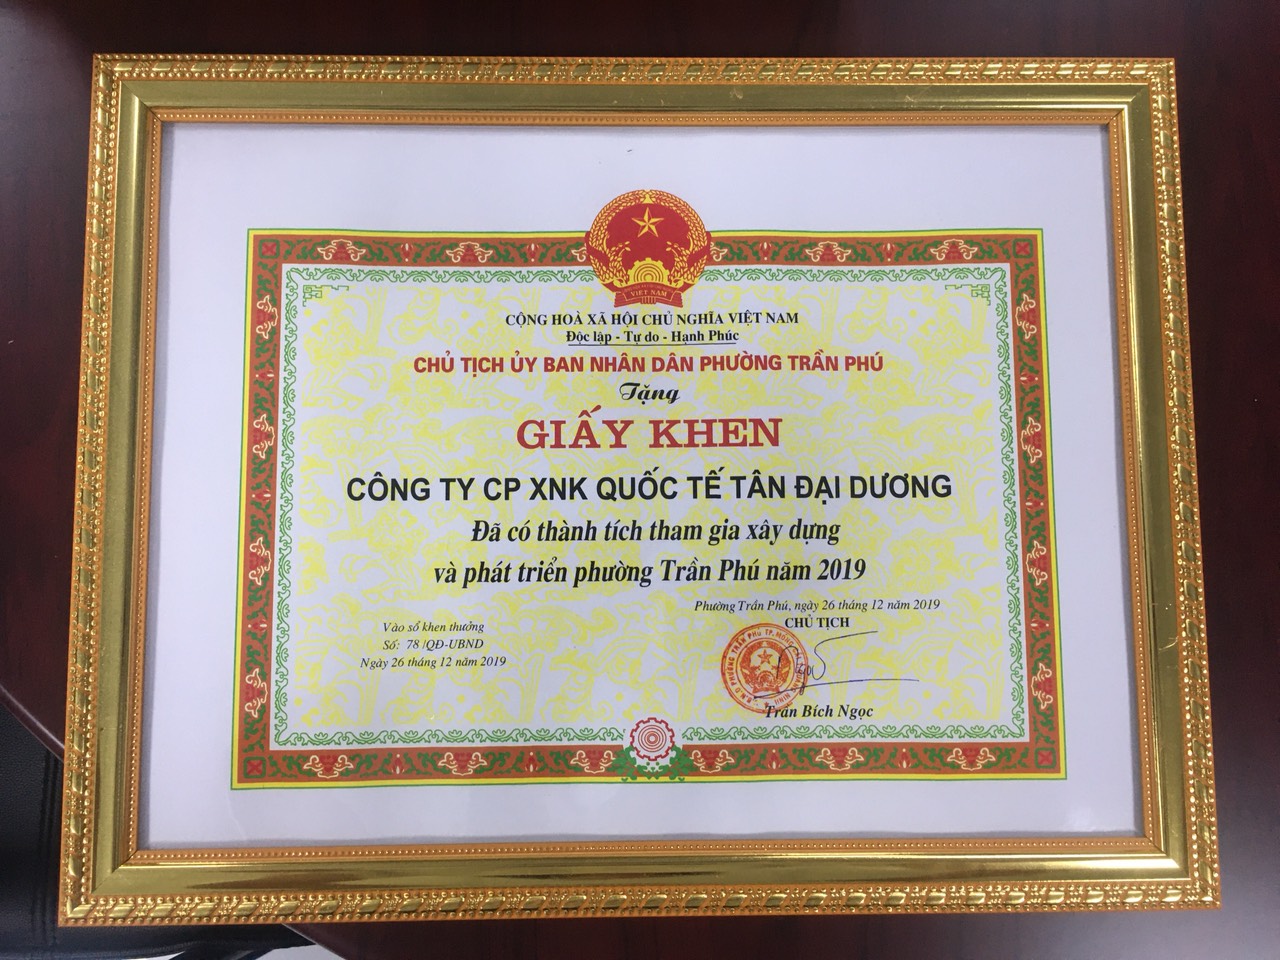 VIỆT NAM
CỘNG HOÀ XÃ HỘI CHỦ NGHĨA VIỆT NAM
Độc lập - Tự do - Hạnh Phúc
CHỦ TỊCH ỦY BAN NHÂN DÂN PHƯỜNG TRẦN PHÚ
Tặng
GIẤY KHEN
CÔNG TY CP XNK QUỐC TẾ TÂN ĐẠI DƯƠNG
Đã có thành tích tham gia xây dựng
và phát triển phường Trần Phú năm 2019
Phường Trần Phú, ngày 26 tháng 12 năm 2019
CHỦ TỊCH
Vào sổ khen thưởng
Số: 78 /QĐ-UBND
Ngày 26 tháng 12 năm 2019
Trần Bích Ngọc